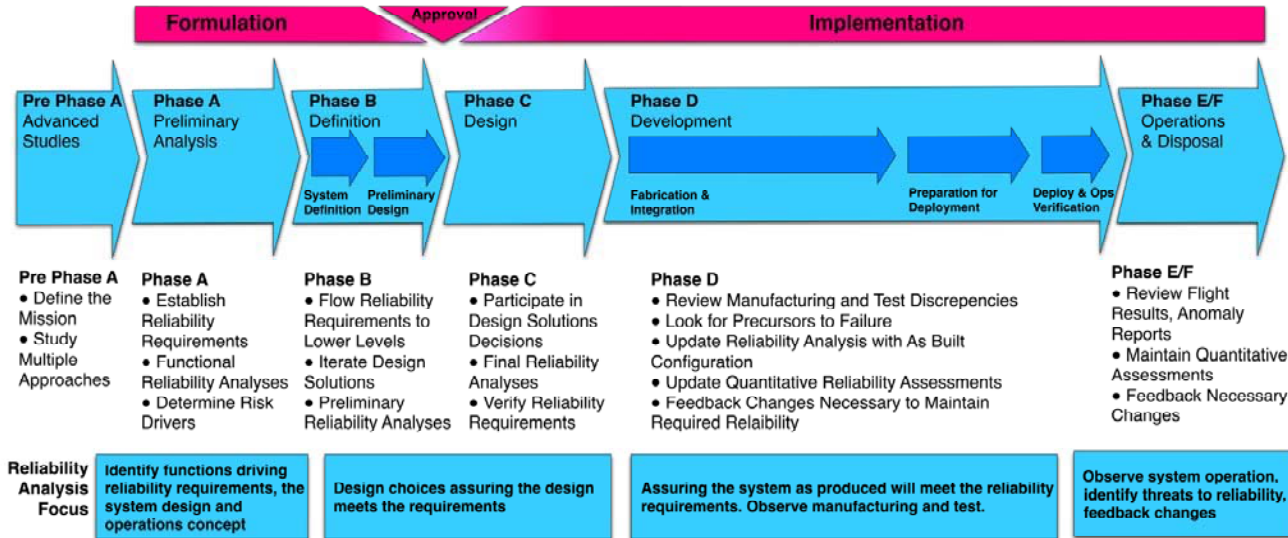 Formulation
Approval
Implementation
Pre Phase A
Advanced
Studies
Phase A
Preliminary
Analysis
Phase B
Definition
System
Definition
Preliminary
Design
Phase C
Design
Phase D
Development
Fabrication &
Integration
Preparation for
Deployment
Deploy & Ops
Verification
Phase E/F
Operations
& Disposal
Pre Phase A
● Define the
Mission
● Study
Multiple
Approaches
Phase A
● Establish
Reliability
Requirements
● Functional
Reliability Analyses
● Determine Risk
Drivers
Phase B
● Flow Reliability
Requirements to
Lower Levels
● Iterate Design
Solutions
● Preliminary
Reliability Analyses
Phase C
● Participate in
Design Solutions
Decisions
● Final Reliability
Analyses
● Verify Reliability
Requirements
Phase D
● Review Manufacturing and Test Discrepencies
● Look for Precursors to Failure
● Update Reliability Analysis with As Built
Configuration
● Update Quantitative Reliability Assessments
● Feedback Changes Necessary to Maintain
Required Relaibility
Phase E/F
● Review Flight
Results, Anomaly
Reports
● Maintain Quantitative
Assessments
● Feedback Necessary
Changes
Reliability
Analysis
Focus
Identify functions driving
reliability requirements, the
system design and
operations concept
Design choices assuring the design
meets the requirements
Assuring the system as produced will meet the reliability
requirements. Observe manufacturing and test.
Observe system operation,
identify threats to reliability,
feedback changes